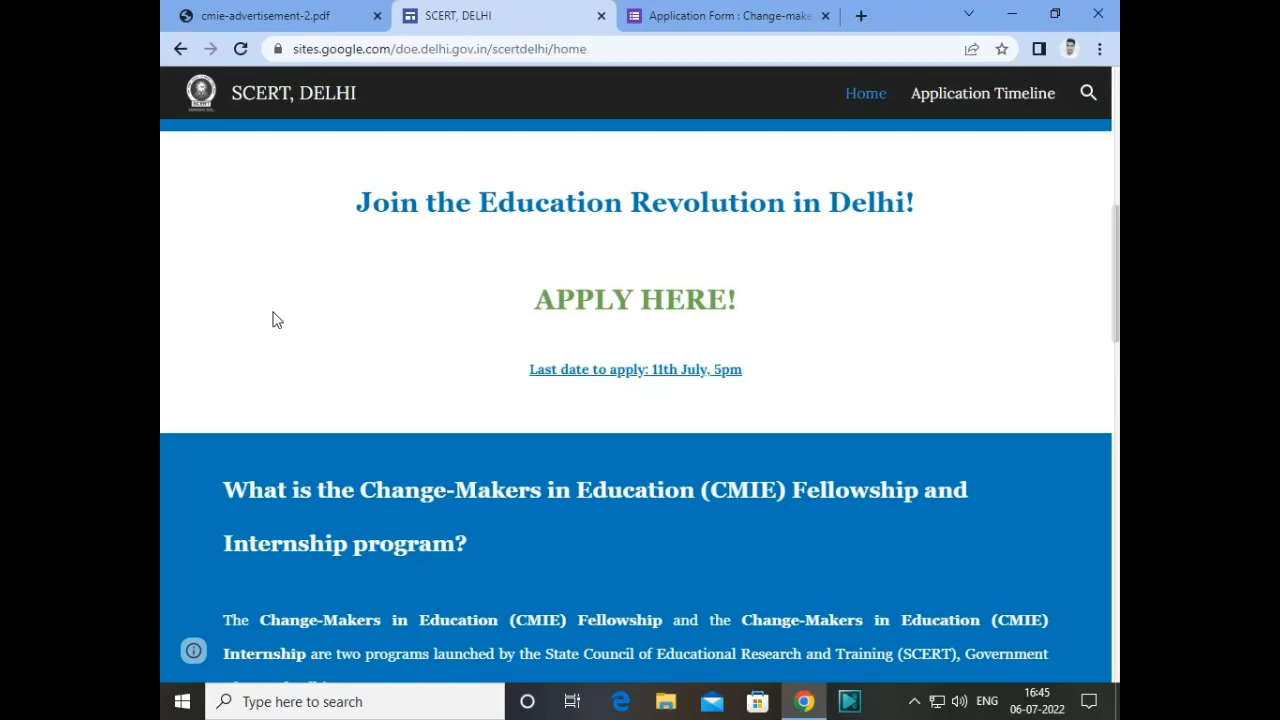 cmie-advertisement-2.pdf
SCERT, DELHI
Application Form : Change-make
sites.google.com/doe.delhi.gov.in/scertdelhi/home
SCERT, DELHI
Home
Application Timeline
Join the Education Revolution in Delhi!
APPLY HERE!
Last date to apply: 11th July, 5pm
What is the Change-Makers in Education (CMIE) Fellowship and
Internship program?
The Change-Makers in Education (CMIE) Fellowship and the Change-Makers in Education (CMIE)
Internship are two programs launched by the State Council of Educational Research and Training (SCERT), Government
Type here to search
ENG
16:45
06-07-2022